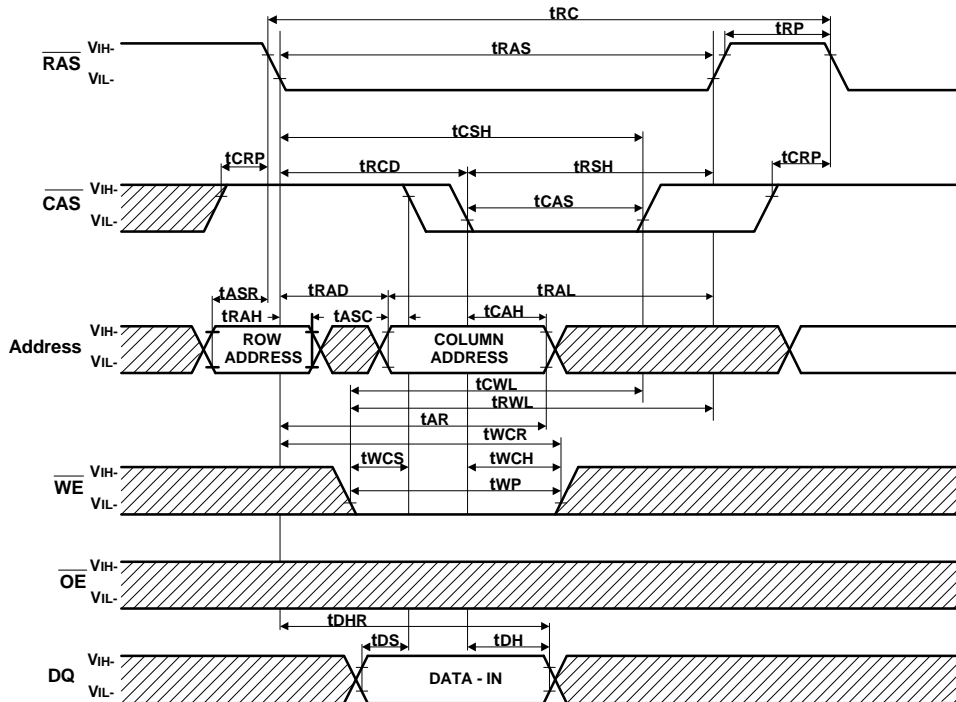 tRC
tRP
RAS
VIH-
VIL-
tRAS
tCSH
tCRP
tRCD
tRSH
tCRP
CAS
VIH-
VIL-
tCAS
tASR
tRAD
tRAL
tRAH
tASC
tCAH
Address
VIH-
VIL-
ROW
ADDRESS
COLUMN
ADDRESS
tCWL
tRWL
tAR
tWCR
WE
VIH-
VIL-
tWCS
tWCH
tWP
OE
VIH-
VIL-
tDHR
tDS
tDH
DQ
VIH-
VIL-
DATA - IN